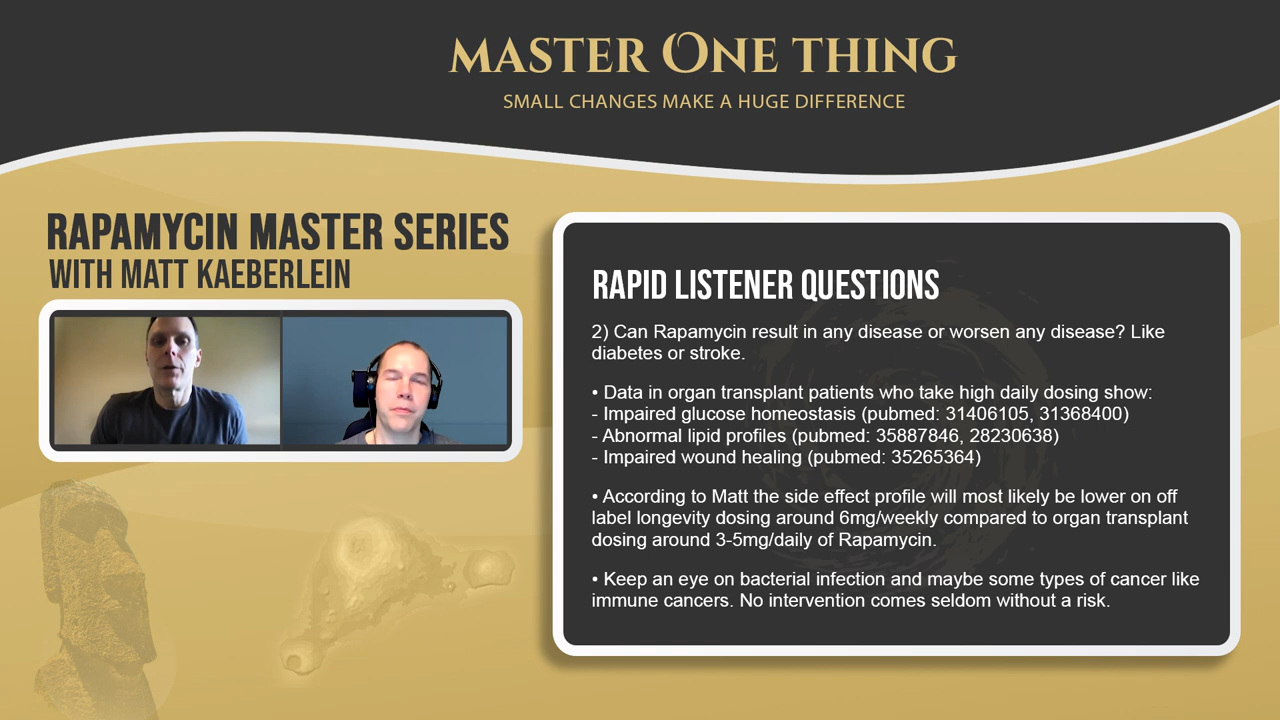 MASTER ONE THING
SMALL CHANGES MAKE A HUGE DIFFERENCE
RAPAMYCIN MASTER SERIES
WITH MATT KAEBERLEIN
RAPID LISTENER QUESTIONS
2) Can Rapamycin result in any disease or worsen any disease? Like
diabetes or stroke.
• Data in organ transplant patients who take high daily dosing show:
- Impaired glucose homeostasis (pubmed: 31406105, 31368400)
- Abnormal lipid profiles (pubmed: 35887846, 28230638)
- Impaired wound healing (pubmed: 35265364)
• According to Matt the side effect profile will most likely be lower on off
label longevity dosing around 6mg/weekly compared to organ transplant
dosing around 3-5mg/daily of Rapamycin.
• Keep an eye on bacterial infection and maybe some types of cancer like
immune cancers. No intervention comes seldom without a risk.